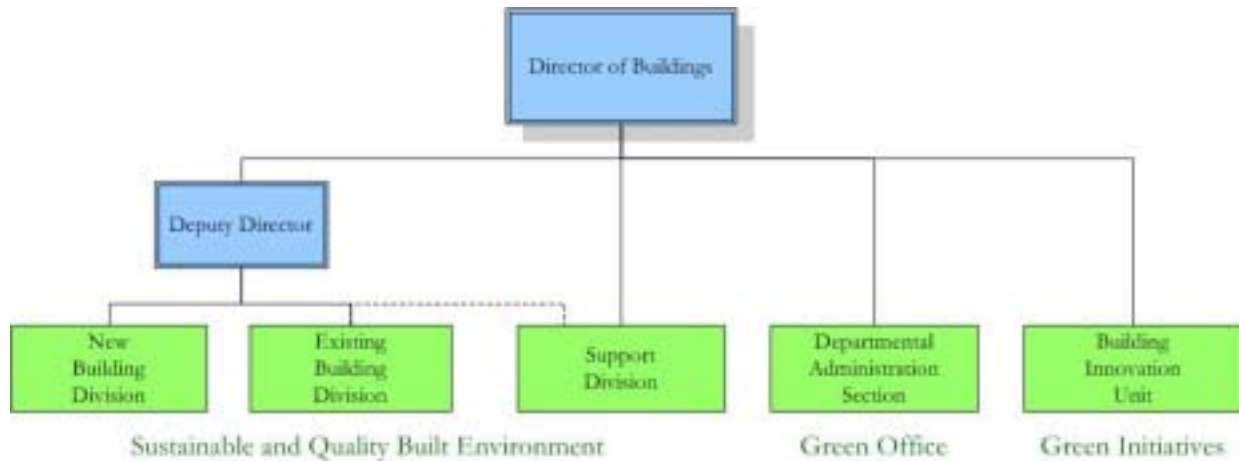 Director of Buildings
Deputy Director
New
Building
Division
Existing
Building
Division
Support
Division
Departmental
Administration
Section
Building
Innovation
Unit
Sustainable and Quality Built Environment
Green Office
Green Initiatives